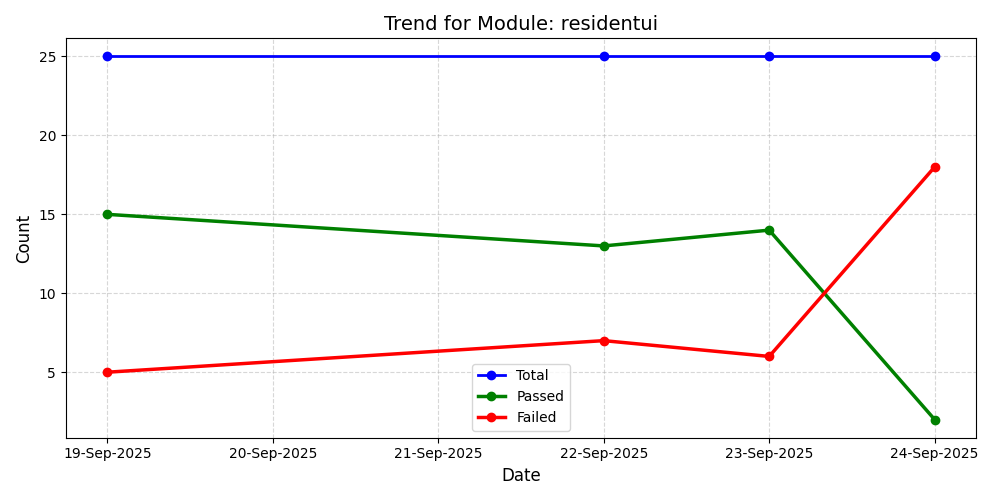 Trend for Module: residentui
Count
25
20
15
10
5
Total
Passed
Failed
19-Sep-2025 20-Sep-2025 21-Sep-2025 22-Sep-2025 23-Sep-2025 24-Sep-2025
Date